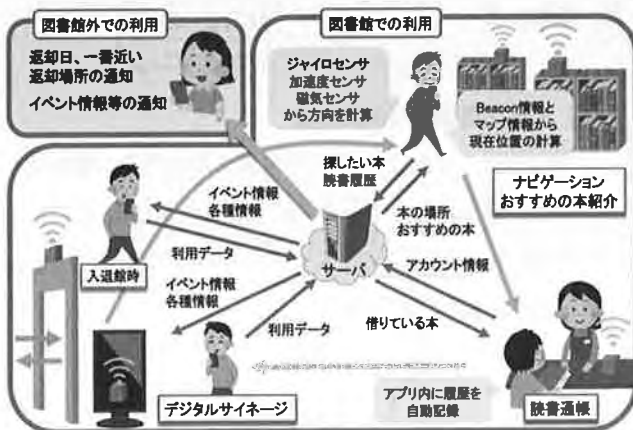 図書館外での利用
返却日、一番近い
返却場所の通知
イベント情報等の通知
図書館での利用
ジャイロセンサ
加速度センサ
磁気センサ
から方向を計算
Beacon情報と
マップ情報から
現在位置の計算
探したい本
読書履歴
ナビゲーション
おすすめの本紹介
イベント情報
各種情報
本の場所
おすすめの本
利用データ
サーバ
アカウント情報
入退館時
イベント情報
各種情報
利用データ
借りている本
デジタルサイネージ
アプリ内に履歴を
自動記録
読書通帳